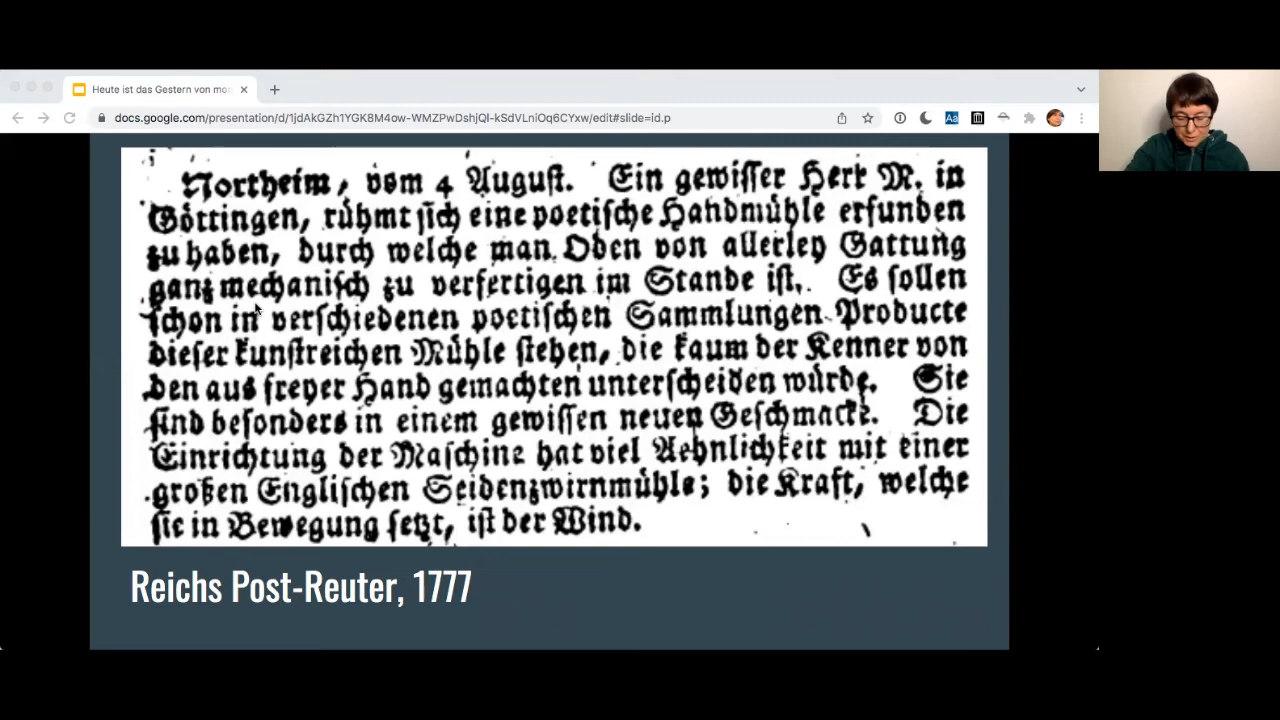 Heute ist das Gestern von mor
docs.google.com/presentation/d/1jdAkGZh1YGK8M4ow-WMZPwDshjQj-KSdVLniOq6CYxw/edit#slide=id.p
Aa
Northeim, vom 4 Auguſt. Ein gewiſſer Herr M. in
Göttingen, rühmt ſich eine poetiſche Handmühle erfunden
zu haben, durch welche man Oden von allerley Gattung
ganz mechaniſch zu verfertigen im Stande iſt. Es ſollen
ſchon in verſchiedenen poetiſchen Sammlungen Producte
dieſer kunſtreichen Mühle ſtehen, die kaum der Kenner von
den aus freyer Hand gemachten unterſcheiden würde. Sie
ſind beſonders in einem gewiſſen neuen Geſchmacke. Die
Einrichtung der Maſchine hat viel Aehnlichkeit mit einer
großen Engliſchen Seidenzwirnmühle; die Kraft, welche
ſie in Bewegung ſetzt, iſt der Wind.
Reichs Post-Reuter, 1777